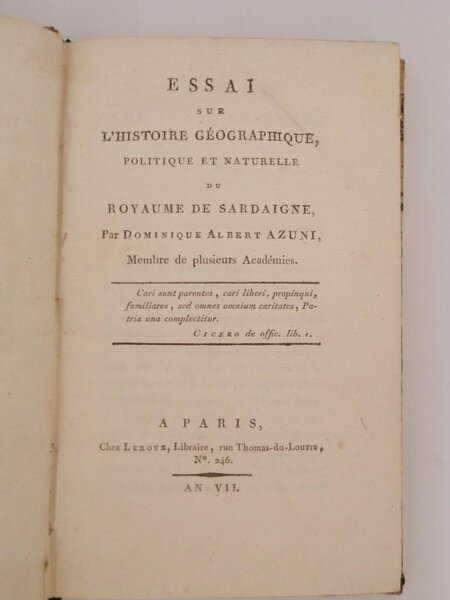 ESSAI
SUR
L'HISTOIRE GÉOGRAPHIQUE,
POLITIQUE ET NATURELLE
DU
ROYAUME DE SARDAIGNE,
Par DOMINIQUE ALBERT AZUNI,
Membre de plusieurs Académies.
Cari sunt parentes, cari liberi, propinqui,
familiares, sed omnes omnium caritates, Pa-
tria una complectitur.
CICERO de offic. lib. 1.
A PARIS,
Chez LEROUX, Libraire, rue Thomas-du-Louvre,
Nº. 246.
AN VII.